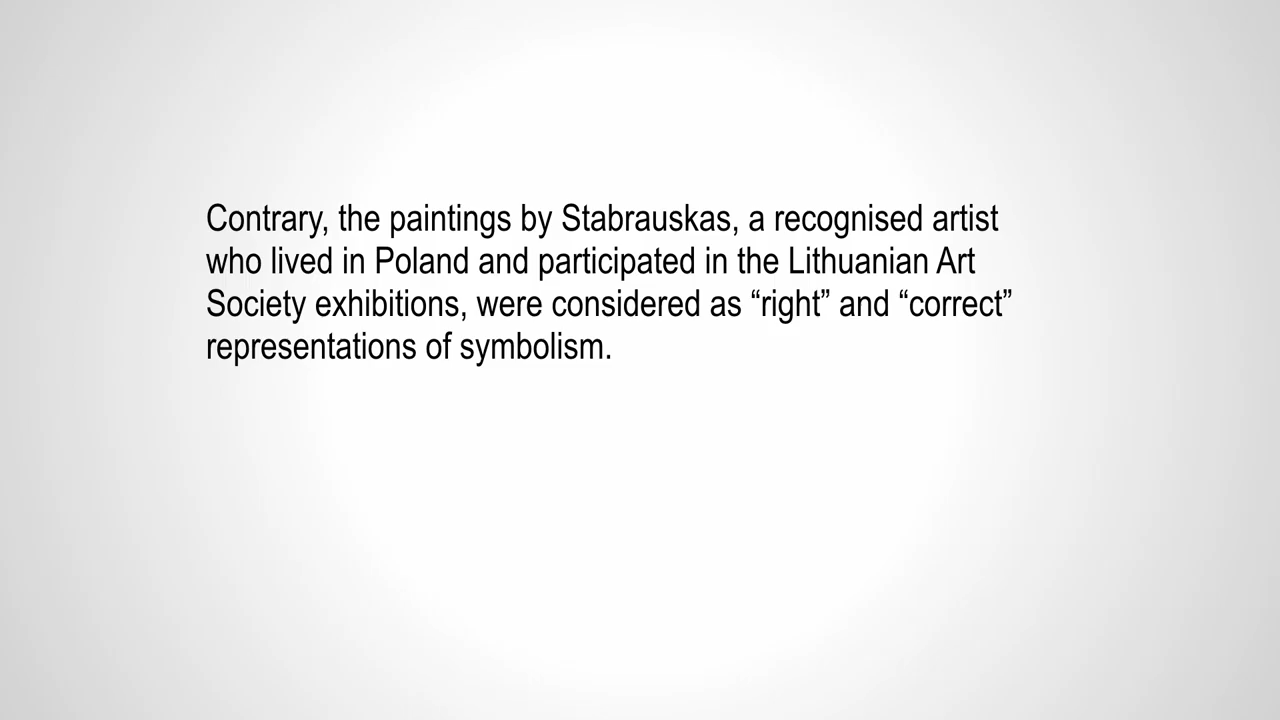 Contrary, the paintings by Stabrauskas, a recognised artist
who lived in Poland and participated in the Lithuanian Art
Society exhibitions, were considered as “right” and “correct”
representations of symbolism.